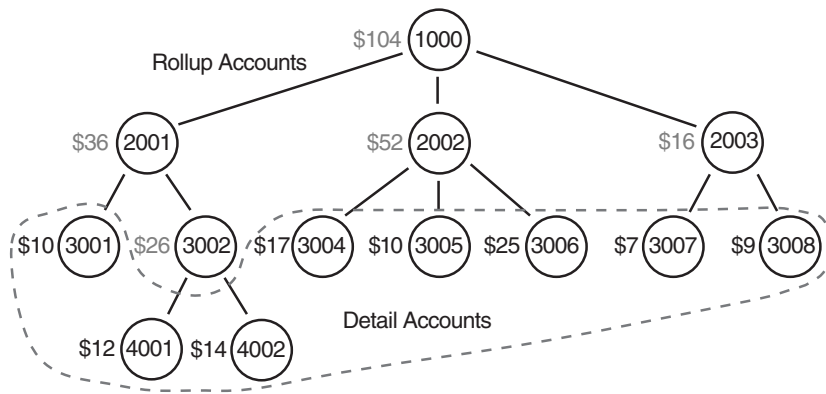 $104 1000
Rollup Accounts
$36 2001 $52 2002 $16 2003
$10 3001 $26 3002 $17 3004 $10 3005 $25 3006 $7 3007 $9 3008
Detail Accounts
$12 4001 $14 4002